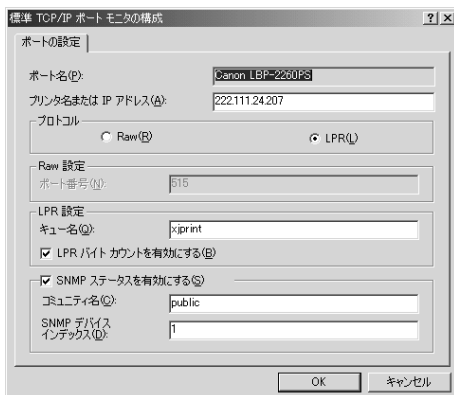 標準 TCP/IP ポート モニタの構成
ポートの設定
ポート名(P):
Canon LBP-2260PS
プリンタ名または IP アドレス(A):
222.111.24.207
プロトコル
Raw(R)
LPR(L)
Raw 設定
ポート番号(N):
515
LPR 設定
キュー名(Q):
xjprint
LPR バイト カウントを有効にする(B)
SNMP ステータスを有効にする(S)
コミュニティ名(C):
public
SNMP デバイス
インデックス(D):
1
OK
キャンセル